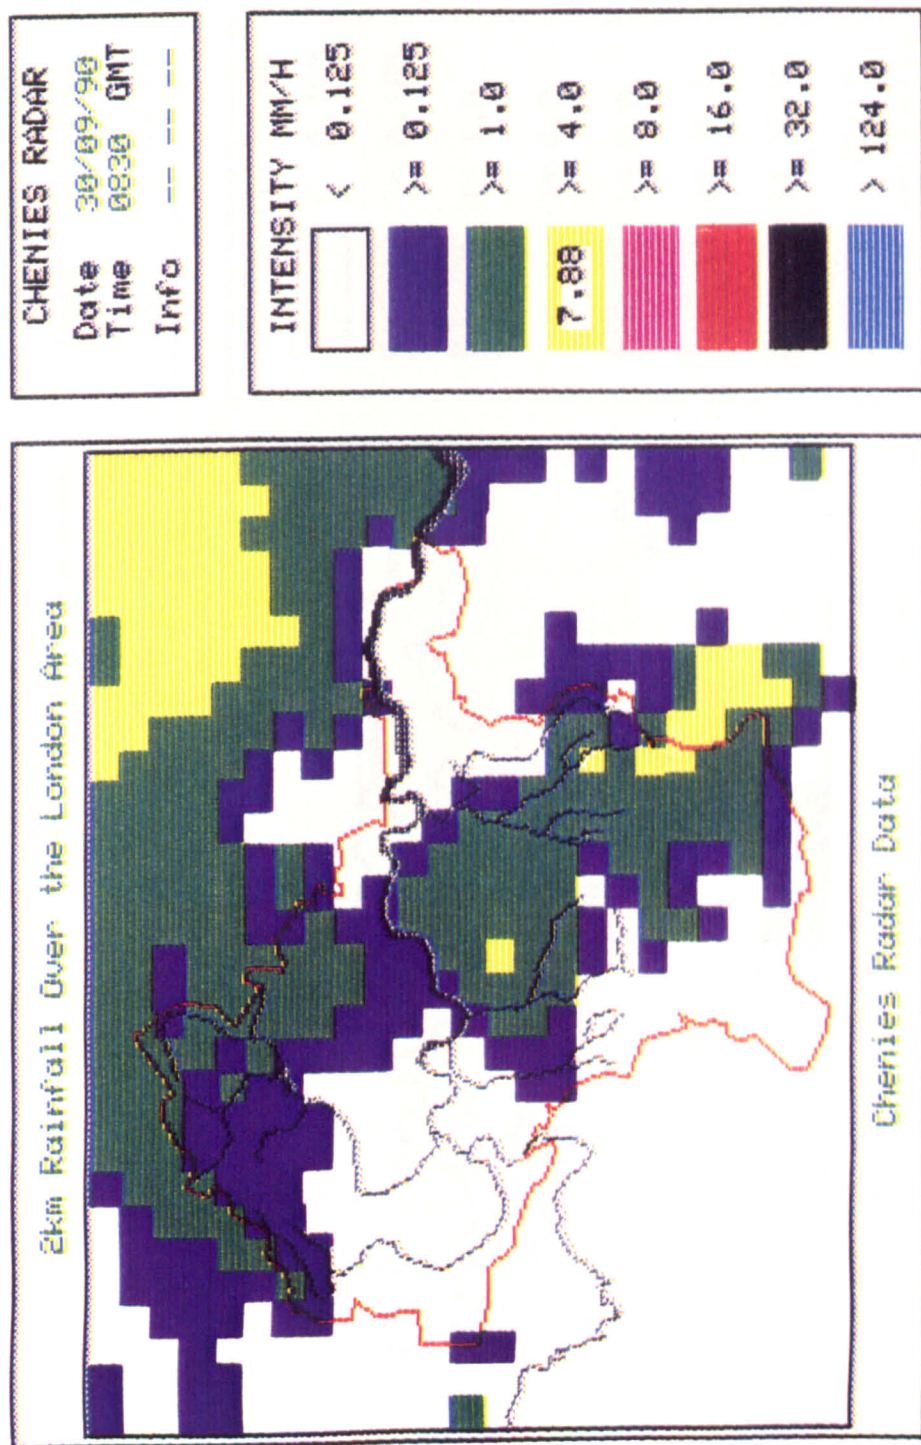 2km Rainfall Over the London Area
Chenies Radar Data
CHENIES RADAR
Date 30/09/90
Time 0830 GMT
Info -- -- --
INTENSITY MM/H
< 0.125
>= 0.125
>= 1.0
7.88 >= 4.0
>= 8.0
>= 16.0
>= 32.0
> 124.0